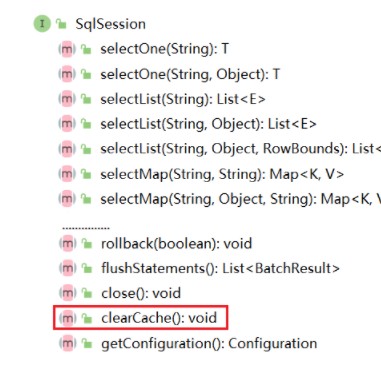 I SqlSession
m selectOne(String): T
m selectOne(String, Object): T
m selectList(String): List<E>
m selectList(String, Object): List<E>
m selectList(String, Object, RowBounds): List<
m selectMap(String, String): Map<K, V>
m selectMap(String, Object, String): Map<K, V
...............
m rollback(boolean): void
m flushStatements(): List<BatchResult>
m close(): void
m clearCache(): void
m getConfiguration(): Configuration